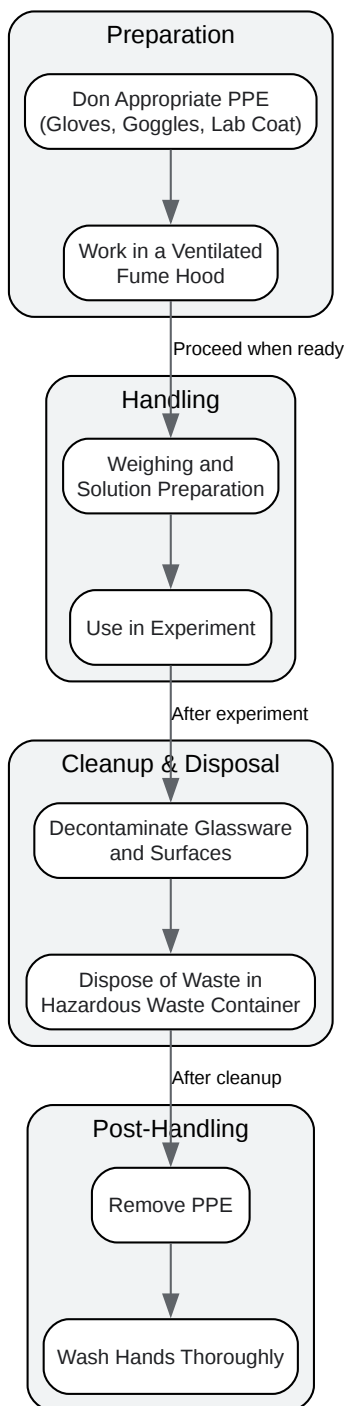 Preparation
Don Appropriate PPE
(Gloves, Goggles, Lab Coat)
Work in a Ventilated
Fume Hood
Proceed when ready
Handling
Weighing and
Solution Preparation
Use in Experiment
After experiment
Cleanup & Disposal
Decontaminate Glassware
and Surfaces
Dispose of Waste in
Hazardous Waste Container
After cleanup
Post-Handling
Remove PPE
Wash Hands Thoroughly